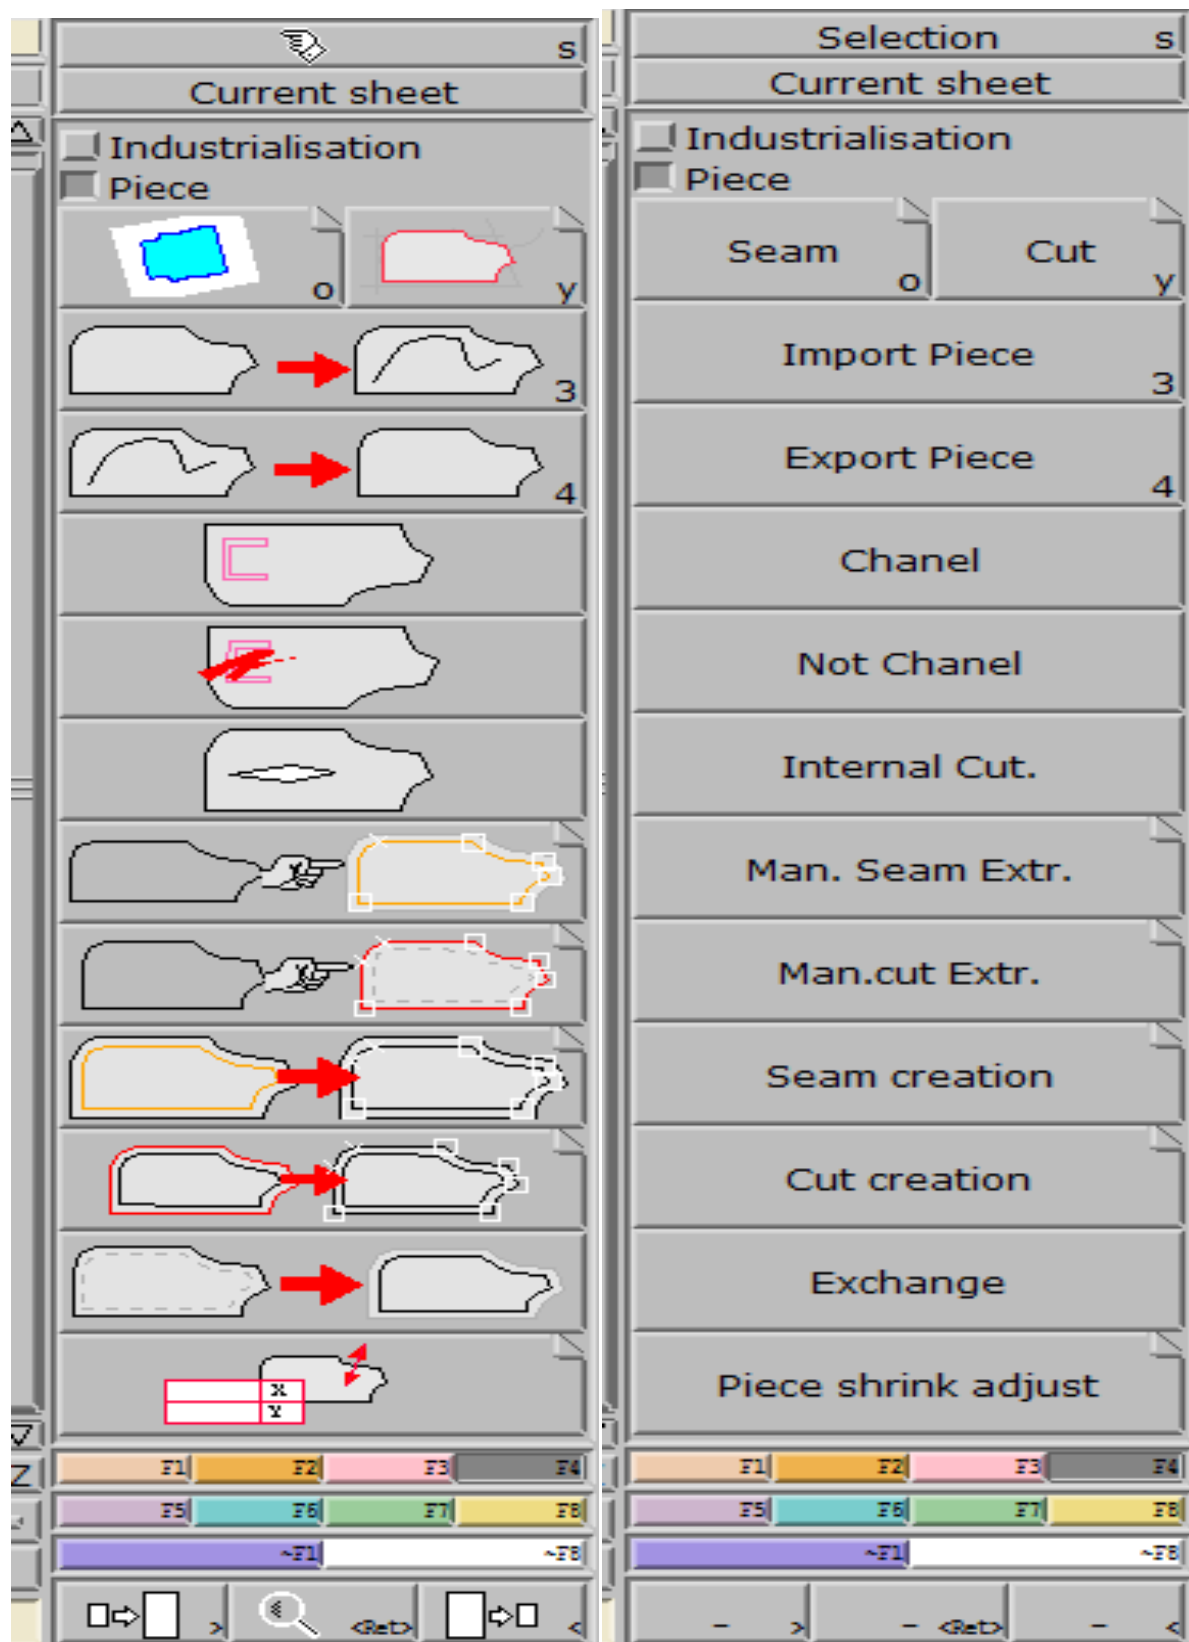 s
Current sheet
Industrialisation
Piece
o
y
3
4
X
Y
F1 F2 F3 F4
F5 F6 F7 F8
~F1 ~F8
> <Ret> <
Z
Selection s
Current sheet
Industrialisation
Piece
Seam o
Cut y
Import Piece 3
Export Piece 4
Chanel
Not Chanel
Internal Cut.
Man. Seam Extr.
Man.cut Extr.
Seam creation
Cut creation
Exchange
Piece shrink adjust
F1 F2 F3 F4
F5 F6 F7 F8
~F1 ~F8
– > – <Ret> – <